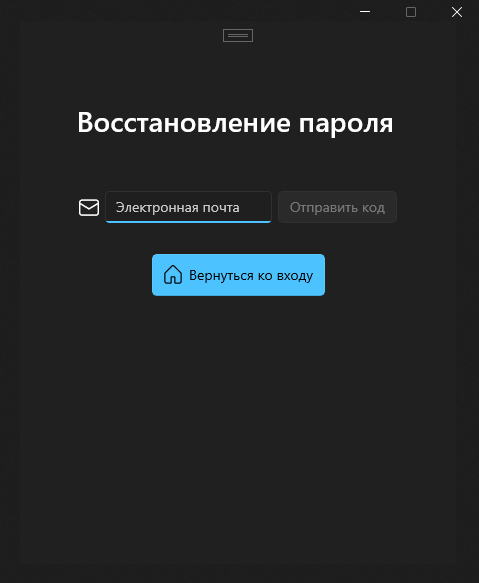 Восстановление пароля
Электронная почта
Отправить код
Вернуться ко входу